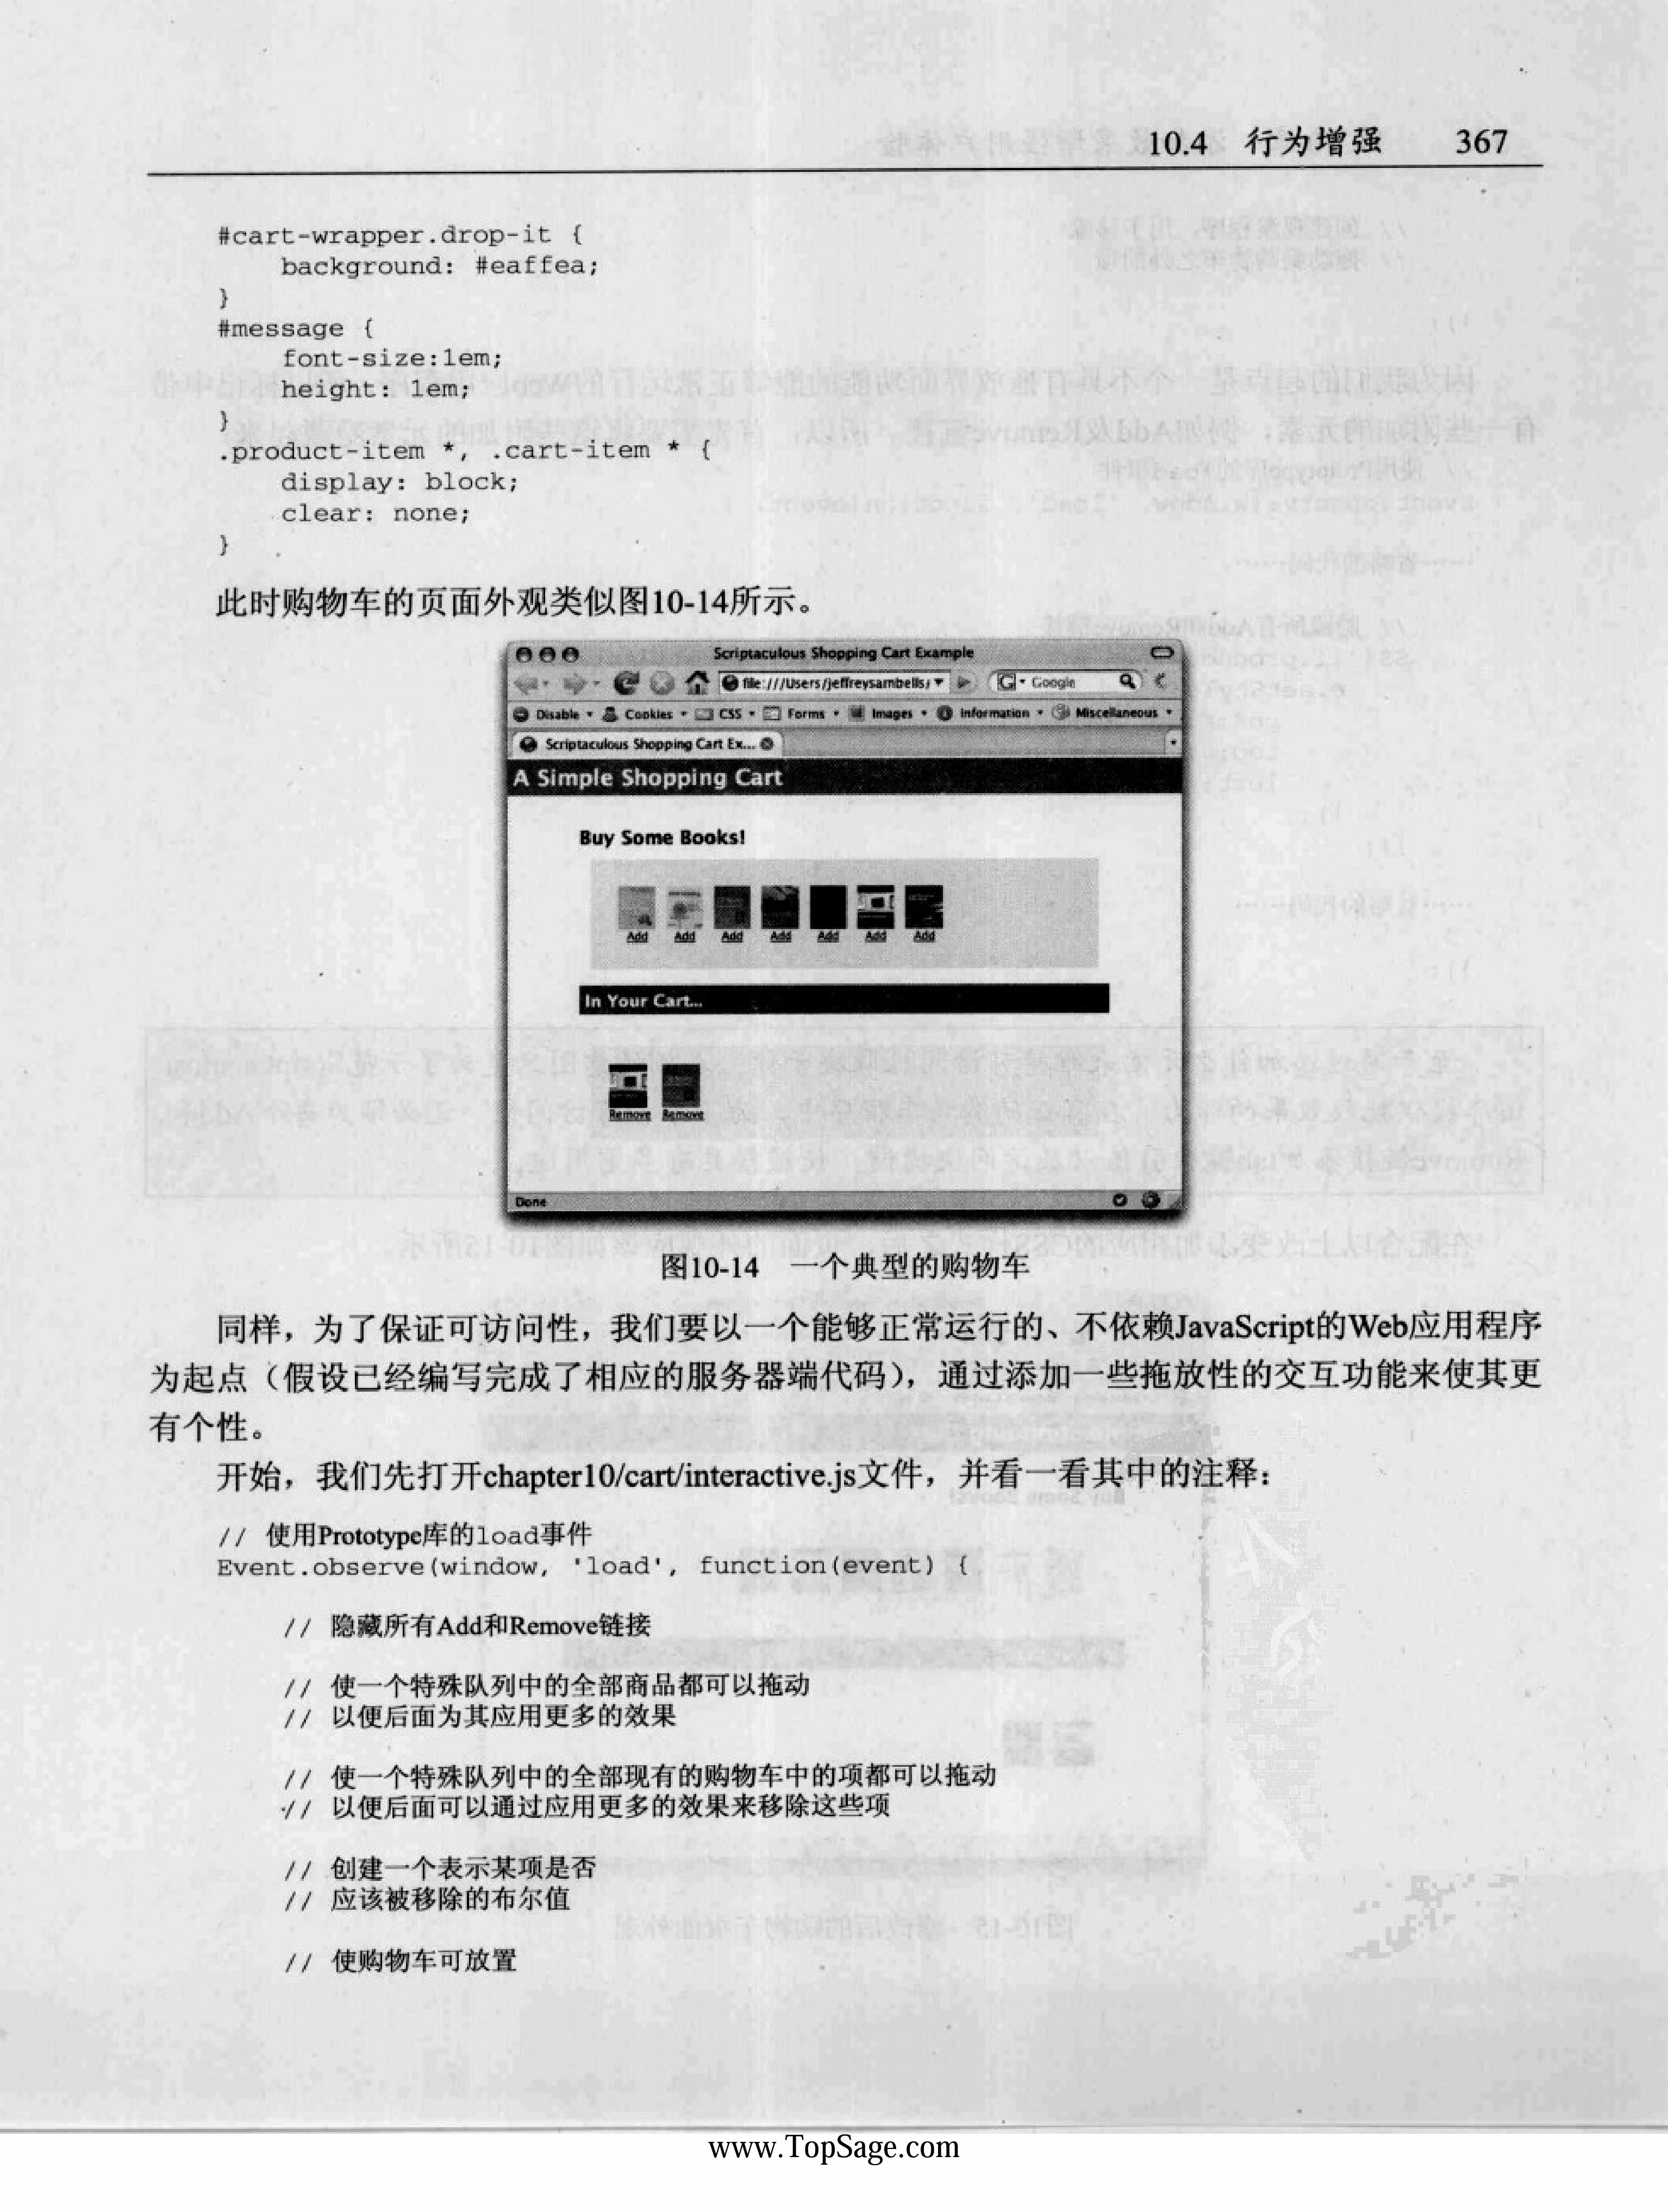 10.4 行为增强 367
#cart-wrapper.drop-it {
background: #eaffea;
}
#message {
font-size:1em;
height: 1em;
}
.product-item *, .cart-item * {
display: block;
clear: none;
}
此时购物车的页面外观类似图10-14所示。
Scriptaculous Shopping Cart Example
file:///Users/jeffreysambells/ G Google
Disable Cookies CSS Forms Images Information Miscellaneous
Scriptaculous Shopping Cart Ex...
A Simple Shopping Cart
Buy Some Books!
Add Add Add Add Add Add Add
In Your Cart...
Remove Remove
Done
图10-14 一个典型的购物车
同样，为了保证可访问性，我们要以一个能够正常运行的、不依赖JavaScript的Web应用程序
为起点（假设已经编写完成了相应的服务器端代码），通过添加一些拖放性的交互功能来使其更
有个性。
开始，我们先打开chapter10/cart/interactive.js文件，并看一看其中的注释：
// 使用Prototype库的load事件
Event.observe(window, 'load', function(event) {
// 隐藏所有Add和Remove链接
// 使一个特殊队列中的全部商品都可以拖动
// 以便后面为其应用更多的效果
// 使一个特殊队列中的全部现有的购物车中的项都可以拖动
// 以便后面可以通过应用更多的效果来移除这些项
// 创建一个表示某项是否
// 应该被移除的布尔值
// 使购物车可放置
www.TopSage.com